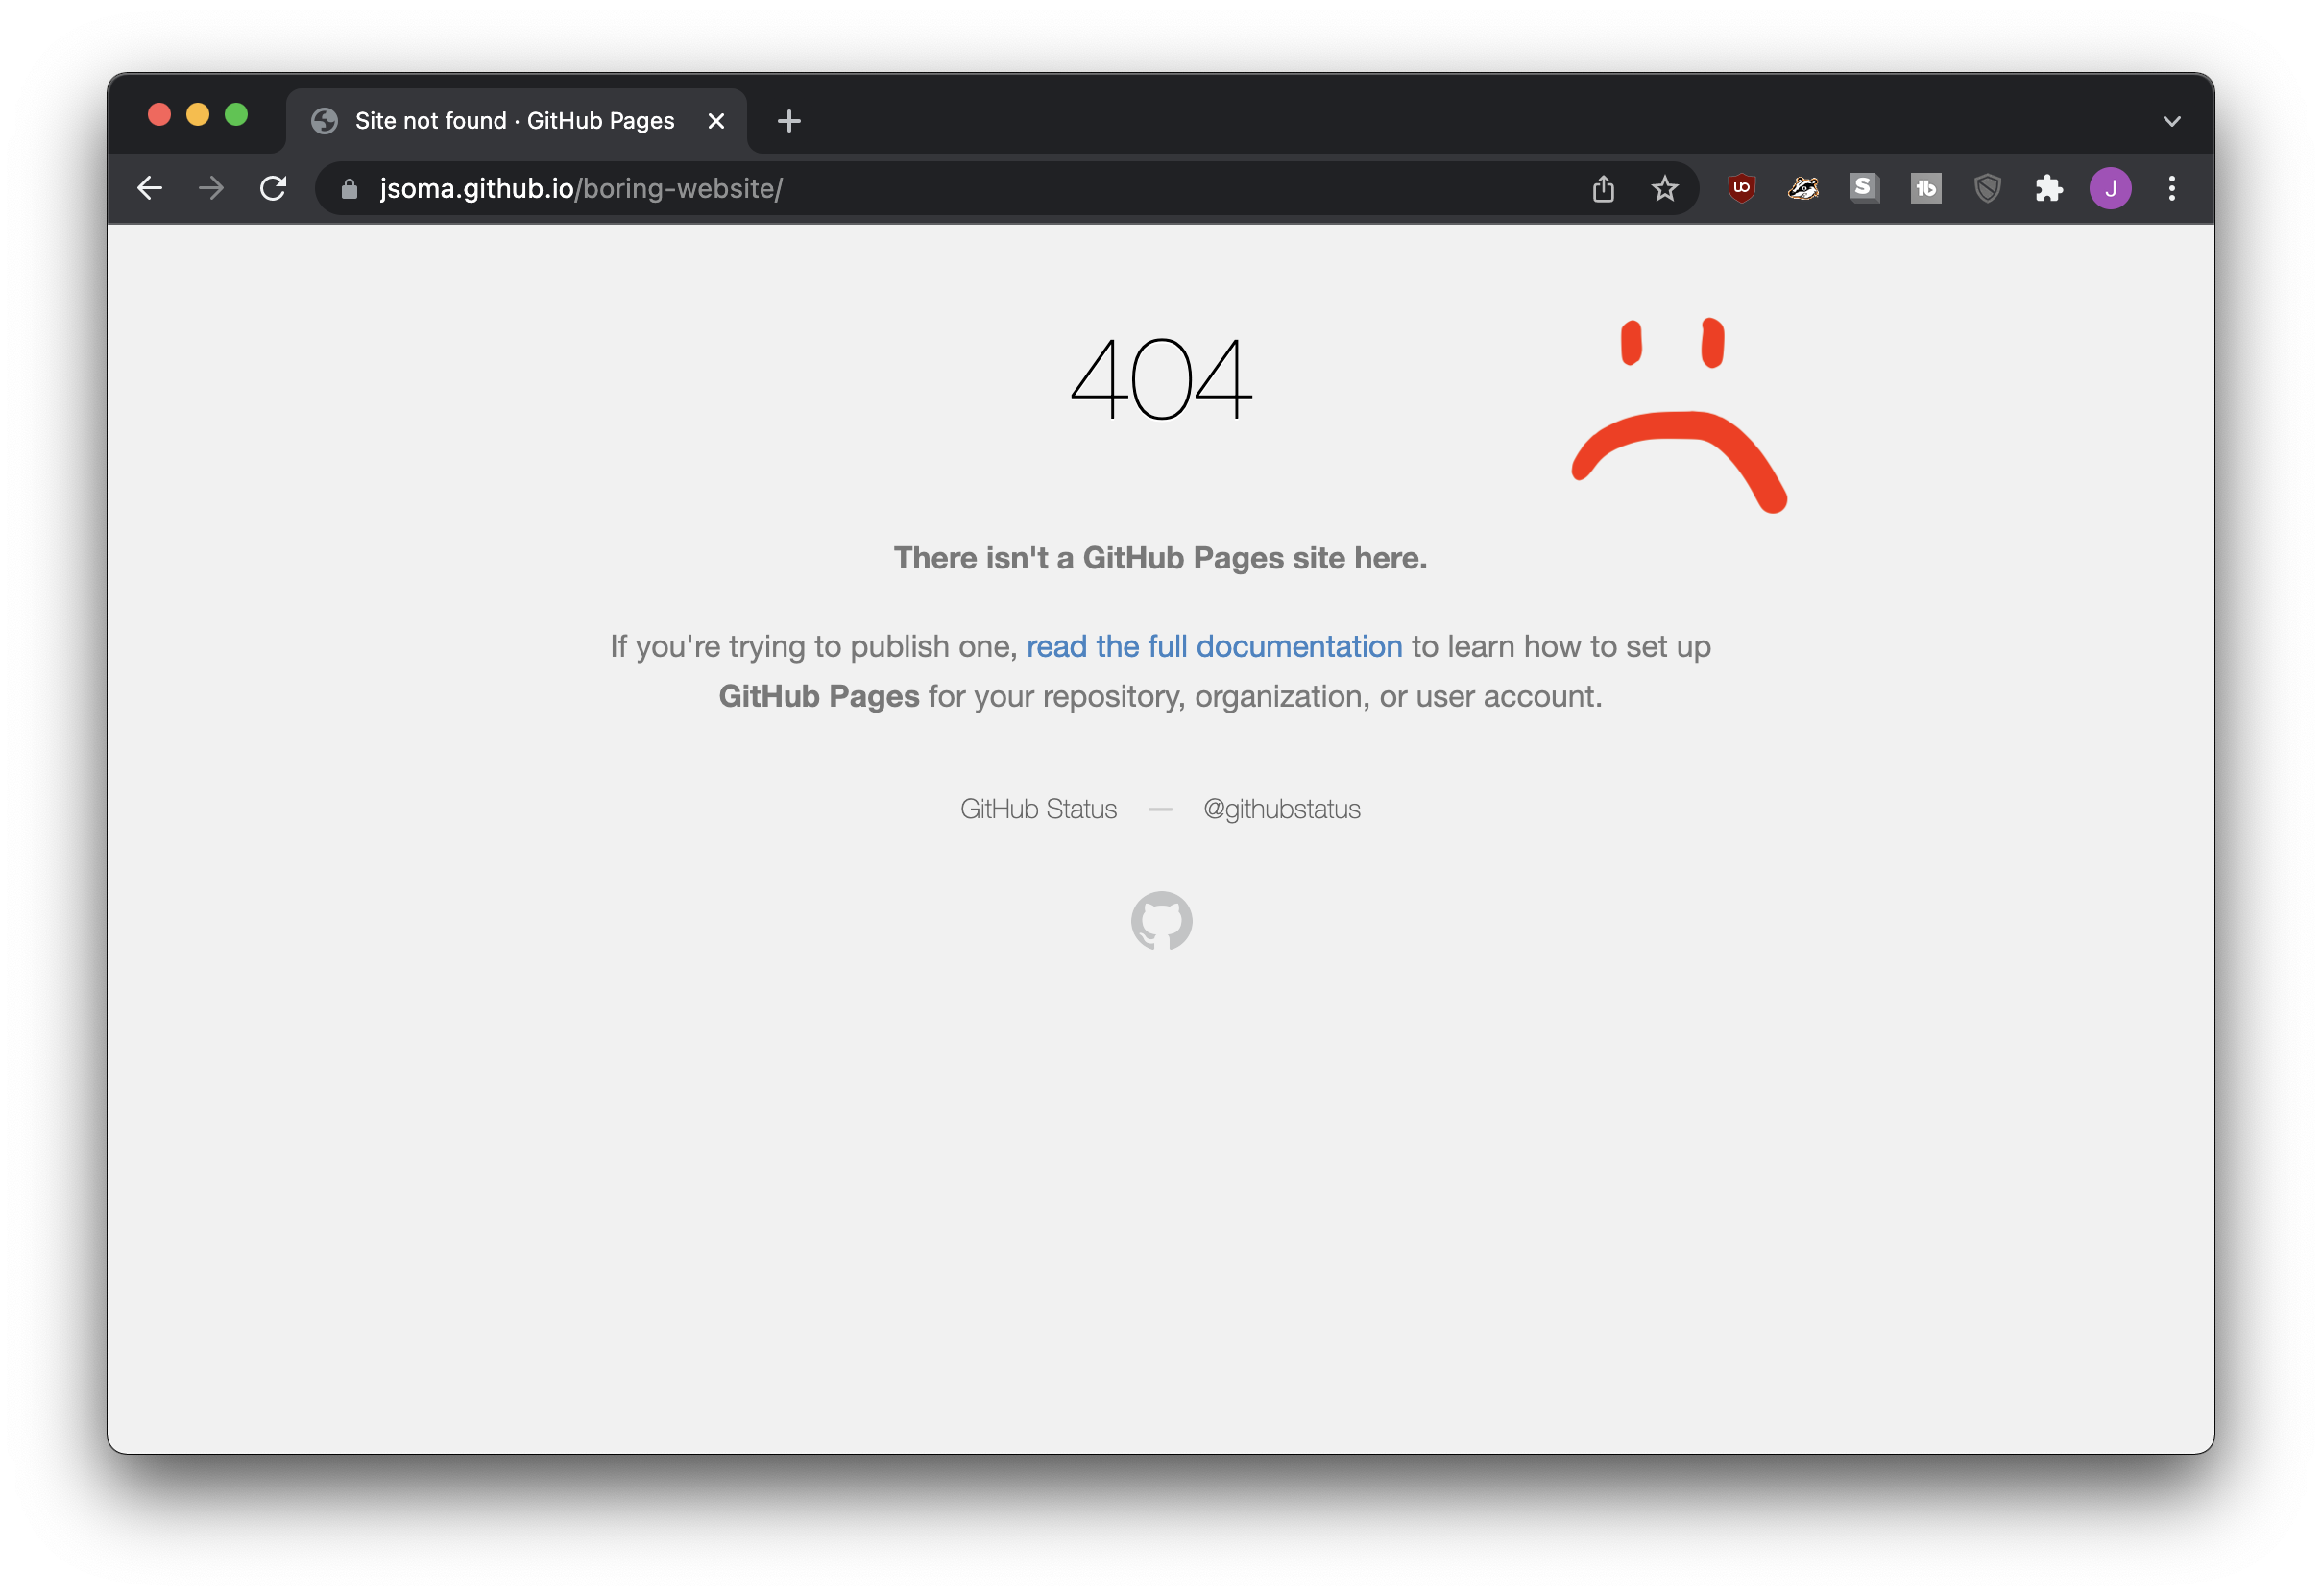 Site not found · GitHub Pages
jsoma.github.io/boring-website/
J
404
There isn't a GitHub Pages site here.
If you're trying to publish one, read the full documentation to learn how to set up
GitHub Pages for your repository, organization, or user account.
GitHub Status — @githubstatus